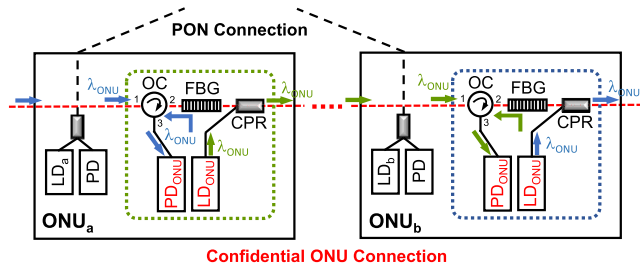 PON Connection
λONU λONU OC FBG λONU
1 2
3
λONU CPR
λONU
LDa PD PDONU LDONU
ONUa
λONU OC FBG λONU
1 2
3
λONU CPR
LDb PD PDONU LDONU
ONUb
Confidential ONU Connection